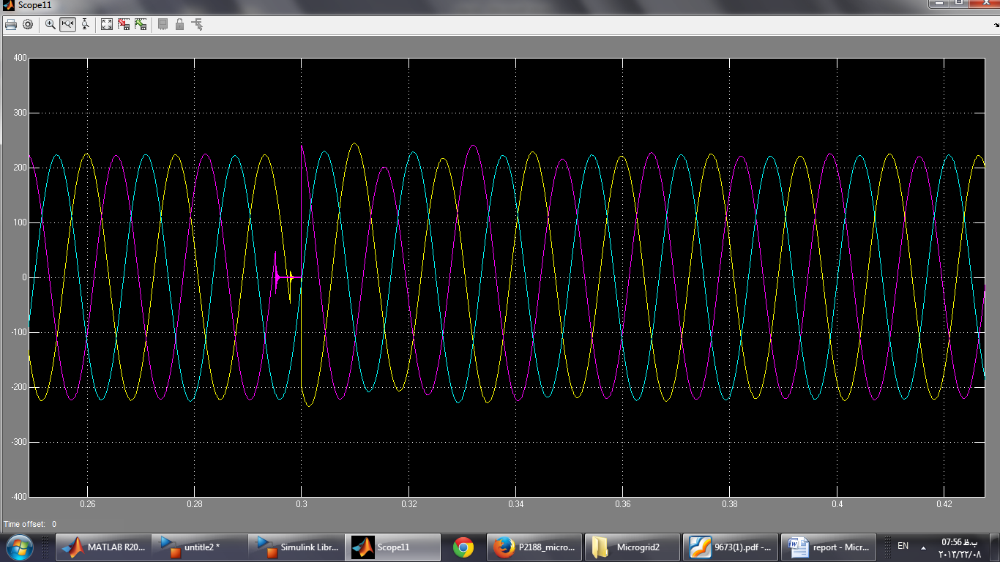 Scope11
400
300
200
100
0
-100
-200
-300
-400
0.26 0.28 0.3 0.32 0.34 0.36 0.38 0.4 0.42
Time offset: 0
MATLAB R20...
untitle2 *
Simulink Libr...
Scope11
P2188_micro...
Microgrid2
9673(1).pdf -...
report - Micr...
EN
07:56 ب.ظ
۲۰۱۳/۲۲/۰۸